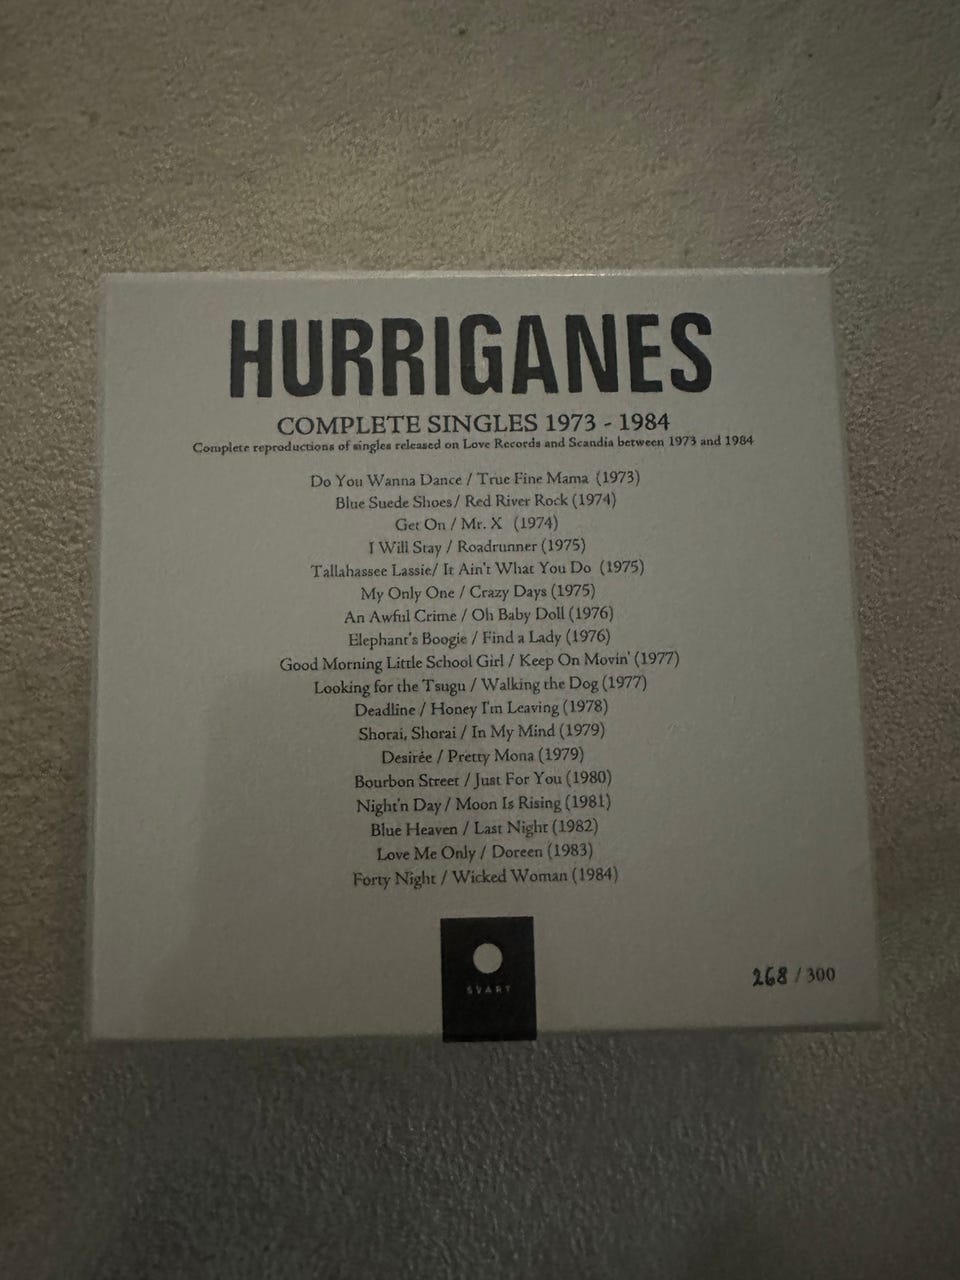 HURRIGANES
COMPLETE SINGLES 1973 - 1984
Complete reproductions of singles released on Love Records and Scandia between 1973 and 1984
Do You Wanna Dance / True Fine Mama (1973)
Blue Suede Shoes/ Red River Rock (1974)
Get On / Mr. X (1974)
I Will Stay / Roadrunner (1975)
Tallahassee Lassie/ It Ain't What You Do (1975)
My Only One / Crazy Days (1975)
An Awful Crime / Oh Baby Doll (1976)
Elephant's Boogie / Find a Lady (1976)
Good Morning Little School Girl / Keep On Movin' (1977)
Looking for the Tsugu / Walking the Dog (1977)
Deadline / Honey I'm Leaving (1978)
Shorai, Shorai / In My Mind (1979)
Desirée / Pretty Mona (1979)
Bourbon Street / Just For You (1980)
Night'n Day / Moon Is Rising (1981)
Blue Heaven / Last Night (1982)
Love Me Only / Doreen (1983)
Forty Night / Wicked Woman (1984)
SVART
268 / 300